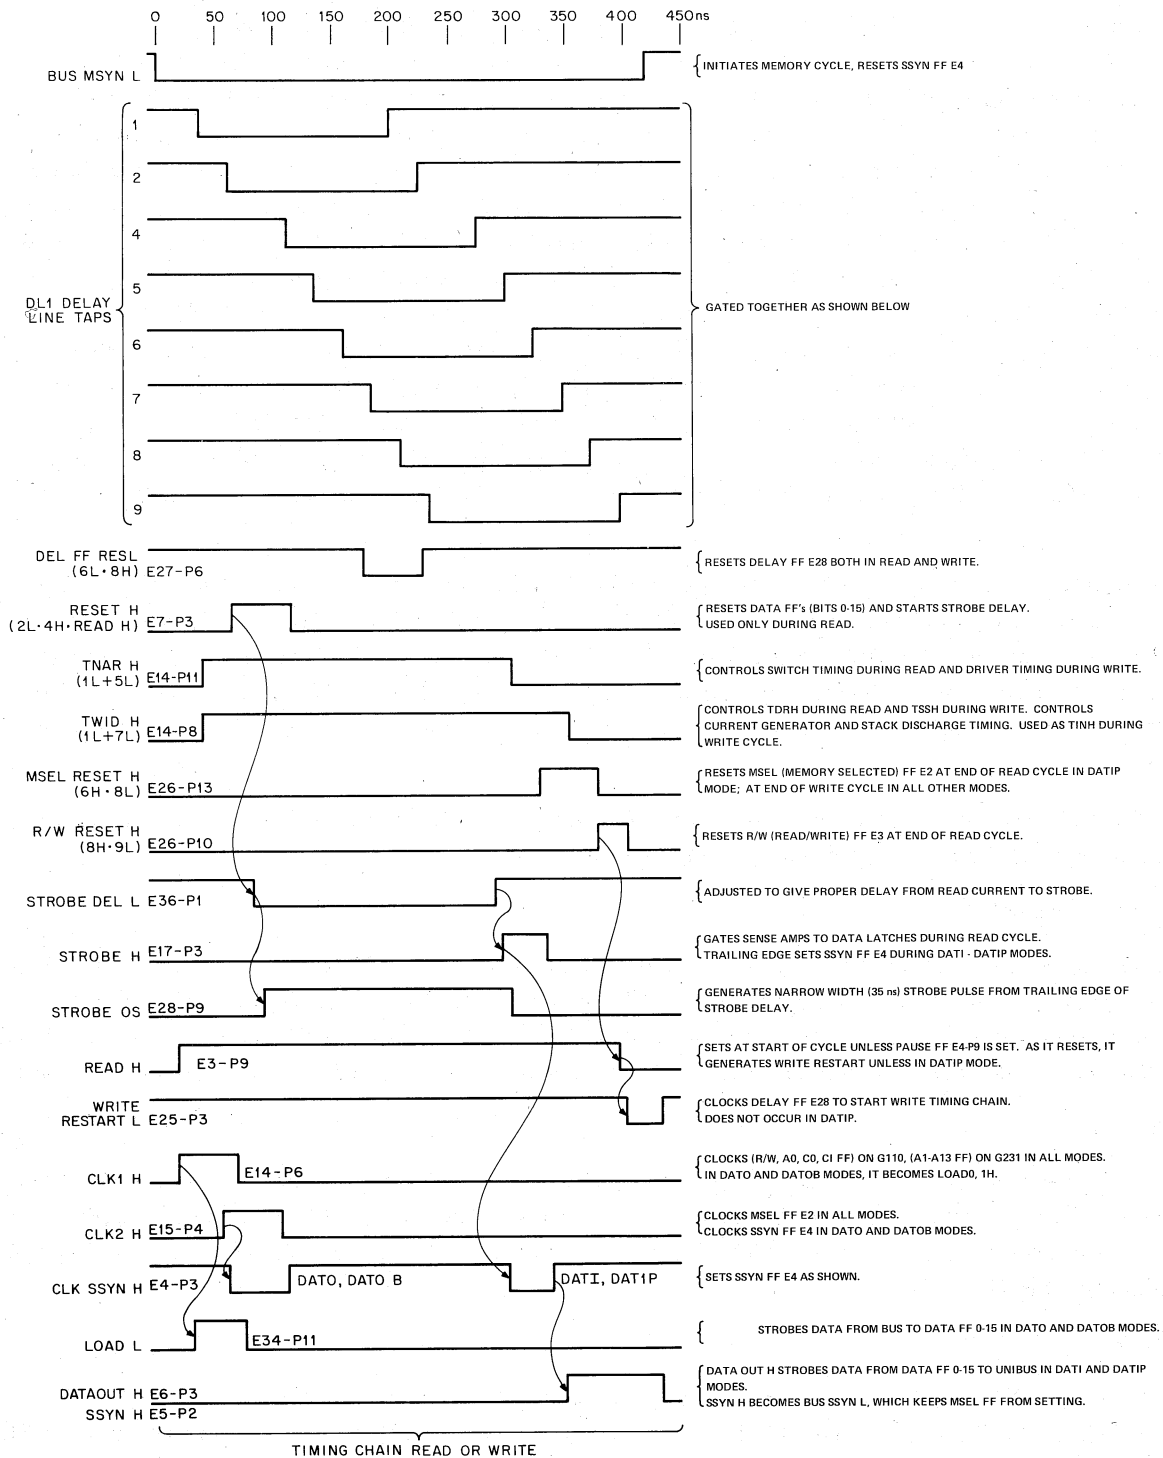 0 50 100 150 200 250 300 350 400 450ns
BUS MSYN L
INITIATES MEMORY CYCLE, RESETS SSYN FF E4
1
2
4
5
DL1 DELAY
LINE TAPS
GATED TOGETHER AS SHOWN BELOW
6
7
8
9
DEL FF RESL
(6L·8H) E27-P6
RESETS DELAY FF E28 BOTH IN READ AND WRITE.
RESET H
(2L·4H·READ H) E7-P3
RESETS DATA FF's (BITS 0-15) AND STARTS STROBE DELAY.
USED ONLY DURING READ.
TNAR H
(1L+5L) E14-P11
CONTROLS SWITCH TIMING DURING READ AND DRIVER TIMING DURING WRITE.
TWID H
(1L+7L) E14-P8
CONTROLS TDRH DURING READ AND TSSH DURING WRITE. CONTROLS
CURRENT GENERATOR AND STACK DISCHARGE TIMING. USED AS TINH DURING
WRITE CYCLE.
MSEL RESET H
(6H·8L) E26-P13
RESETS MSEL (MEMORY SELECTED) FF E2 AT END OF READ CYCLE IN DATIP
MODE; AT END OF WRITE CYCLE IN ALL OTHER MODES.
R/W RESET H
(8H·9L) E26-P10
RESETS R/W (READ/WRITE) FF E3 AT END OF READ CYCLE.
STROBE DEL L E36-P1
ADJUSTED TO GIVE PROPER DELAY FROM READ CURRENT TO STROBE.
STROBE H E17-P3
GATES SENSE AMPS TO DATA LATCHES DURING READ CYCLE.
TRAILING EDGE SETS SSYN FF E4 DURING DATI - DATIP MODES.
STROBE OS E28-P9
GENERATES NARROW WIDTH (35 ns) STROBE PULSE FROM TRAILING EDGE OF
STROBE DELAY.
READ H E3-P9
SETS AT START OF CYCLE UNLESS PAUSE FF E4-P9 IS SET. AS IT RESETS, IT
GENERATES WRITE RESTART UNLESS IN DATIP MODE.
WRITE
RESTART L E25-P3
CLOCKS DELAY FF E28 TO START WRITE TIMING CHAIN.
DOES NOT OCCUR IN DATIP.
CLK1 H E14-P6
CLOCKS (R/W, A0, C0, CI FF) ON G110, (A1-A13 FF) ON G231 IN ALL MODES.
IN DATO AND DATOB MODES, IT BECOMES LOAD0, 1H.
CLK2 H E15-P4
CLOCKS MSEL FF E2 IN ALL MODES.
CLOCKS SSYN FF E4 IN DATO AND DATOB MODES.
CLK SSYN H E4-P3 DATO, DATO B DATI, DAT1P
SETS SSYN FF E4 AS SHOWN.
LOAD L E34-P11
STROBES DATA FROM BUS TO DATA FF 0-15 IN DATO AND DATOB MODES.
DATAOUT H E6-P3
SSYN H E5-P2
DATA OUT H STROBES DATA FROM DATA FF 0-15 TO UNIBUS IN DATI AND DATIP
MODES.
SSYN H BECOMES BUS SSYN L, WHICH KEEPS MSEL FF FROM SETTING.
TIMING CHAIN READ OR WRITE